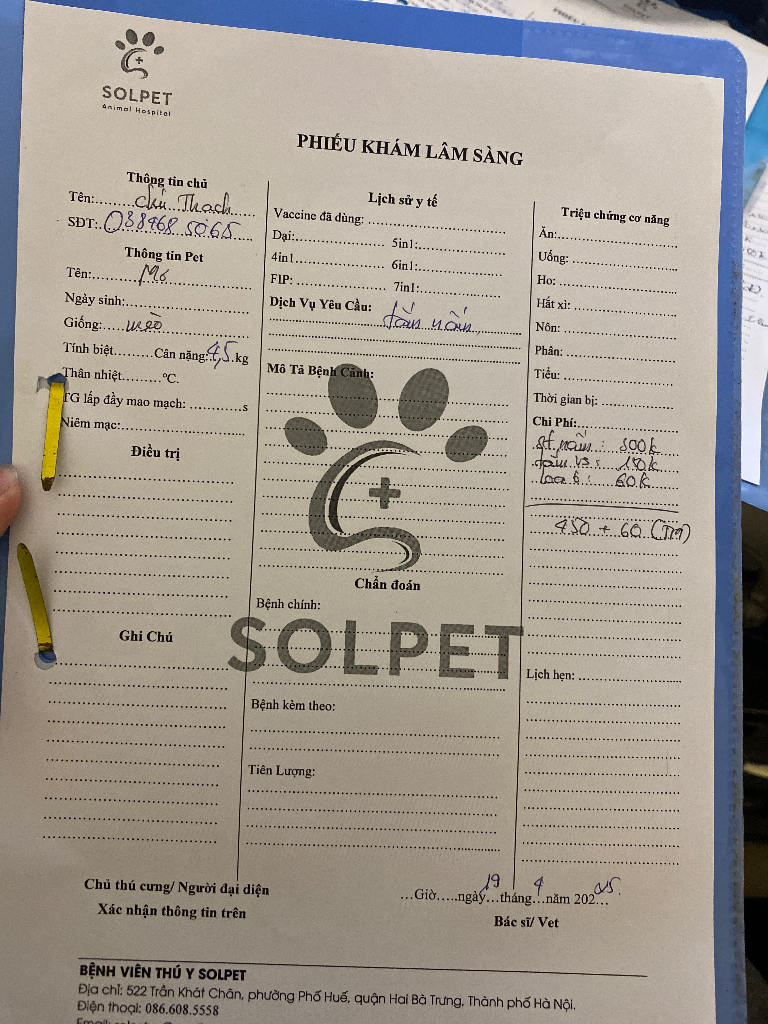 SOLPET
Animal Hospital
PHIẾU KHÁM LÂM SÀNG
Thông tin chủ
Tên: chú Thach
SĐT: 0889685065
Thông tin Pet
Tên: Mỡ
Ngày sinh:
Giống: mèo
Tính biệt Cân nặng: 4,5 kg
Thân nhiệt °C.
TG lấp đầy mao mạch: s
Niêm mạc:
Điều trị
Ghi Chú
Lịch sử y tế
Vaccine đã dùng:
Dại: 5in1:
4in1 6in1:
FIP: 7in1:
Dịch Vụ Yêu Cầu: tắm nấm
Mô Tả Bệnh Cảnh:
Chẩn đoán
Bệnh chính:
SOLPET
Bệnh kèm theo:
Tiên Lượng:
Triệu chứng cơ năng
Ăn:
Uống:
Ho:
Hắt xì:
Nôn:
Phân:
Tiểu:
Thời gian bị:
Chi Phí:
nấm: 300k
tắm vs: 150k
loa 6: 60k
450 + 60 (TM)
Lịch hẹn:
Chủ thú cưng/ Người đại diện
Xác nhận thông tin trên
Giờ ngày 19 tháng 4 năm 2025.
Bác sĩ/ Vet
BỆNH VIÊN THÚ Y SOLPET
Địa chỉ: 522 Trần Khát Chân, phường Phố Huế, quận Hai Bà Trưng, Thành phố Hà Nội.
Điện thoại: 086.608.5558